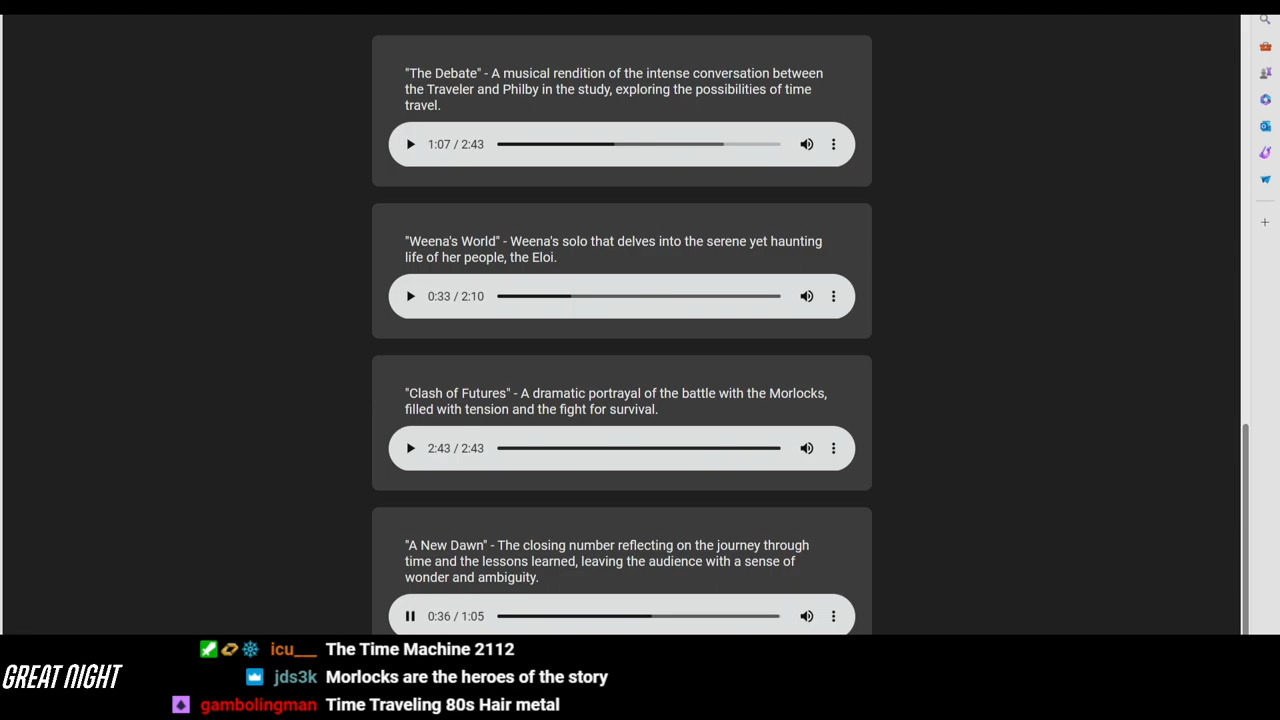 "The Debate" - A musical rendition of the intense conversation between
the Traveler and Philby in the study, exploring the possibilities of time
travel.
1:07 / 2:43
"Weena's World" - Weena's solo that delves into the serene yet haunting
life of her people, the Eloi.
0:33 / 2:10
"Clash of Futures" - A dramatic portrayal of the battle with the Morlocks,
filled with tension and the fight for survival.
2:43 / 2:43
"A New Dawn" - The closing number reflecting on the journey through
time and the lessons learned, leaving the audience with a sense of
wonder and ambiguity.
0:36 / 1:05
GREAT NIGHT
icu___ The Time Machine 2112
jds3k Morlocks are the heroes of the story
gambolingman Time Traveling 80s Hair metal